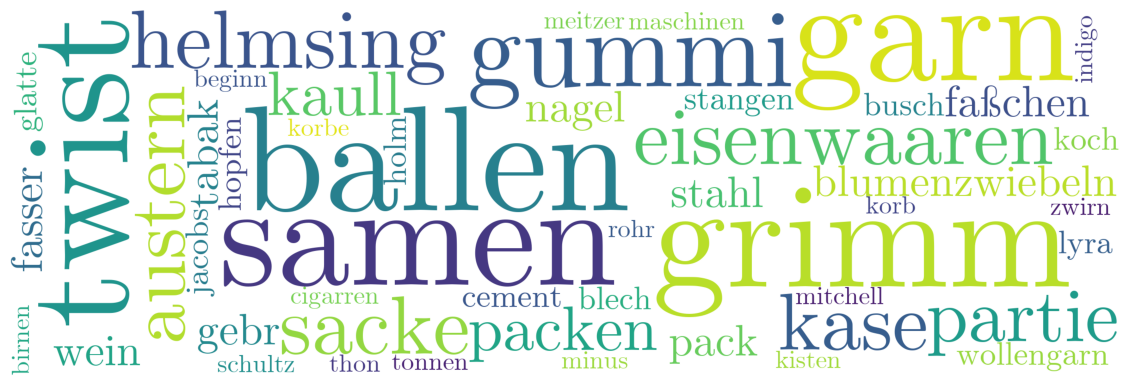 twist
helmsing
gummi
garn
meitzer
maschinen
indigo
glatte
beginn
kaull
nagel
stangen
busch
faßchen
austern
tabak
hopfen
korbe
holm
ballen
eisenwaaren
koch
fasser
jacobs
samen
stahl
blumenzwiebeln
korb
zwirn
rohr
grimm
lyra
birnen
wein
gebr
cigarren
sacke
cement
packen
blech
pack
mitchell
kase
partie
schultz
thon
tonnen
minus
kisten
wollengarn